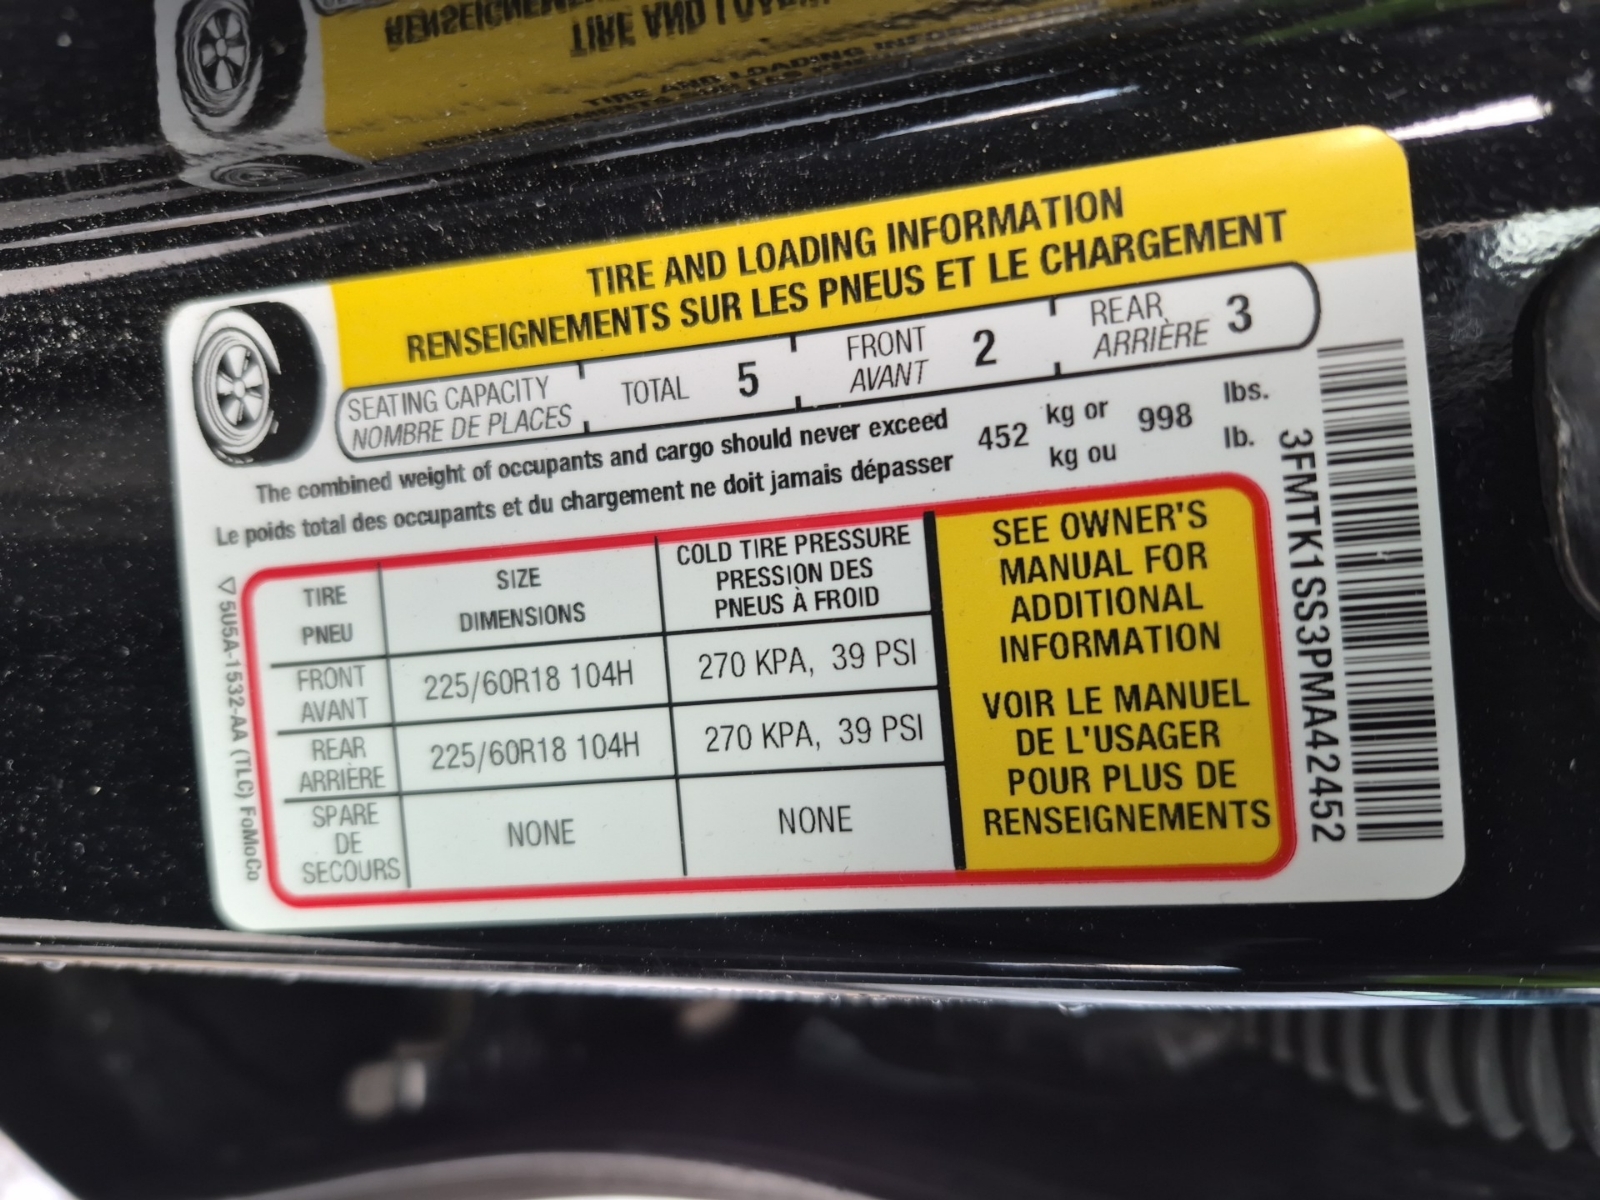 TIRE AND LOADING INFORMATION
RENSEIGNEMENTS SUR LES PNEUS ET LE CHARGEMENT
SEATING CAPACITY
NOMBRE DE PLACES
TOTAL 5
FRONT
AVANT
2
REAR
ARRIÈRE
3
The combined weight of occupants and cargo should never exceed
Le poids total des occupants et du chargement ne doit jamais dépasser
452
kg or
kg ou
998
lbs.
lb.
TIRE
PNEU
SIZE
DIMENSIONS
COLD TIRE PRESSURE
PRESSION DES
PNEUS À FROID
FRONT
AVANT
225/60R18 104H
270 KPA, 39 PSI
REAR
ARRIÈRE
225/60R18 104H
270 KPA, 39 PSI
SPARE
DE
SECOURS
NONE
NONE
SEE OWNER'S
MANUAL FOR
ADDITIONAL
INFORMATION
VOIR LE MANUEL
DE L'USAGER
POUR PLUS DE
RENSEIGNEMENTS
3FMTK1SS3PMA42452
5U5A-1532-AA (TLC) FoMoCo